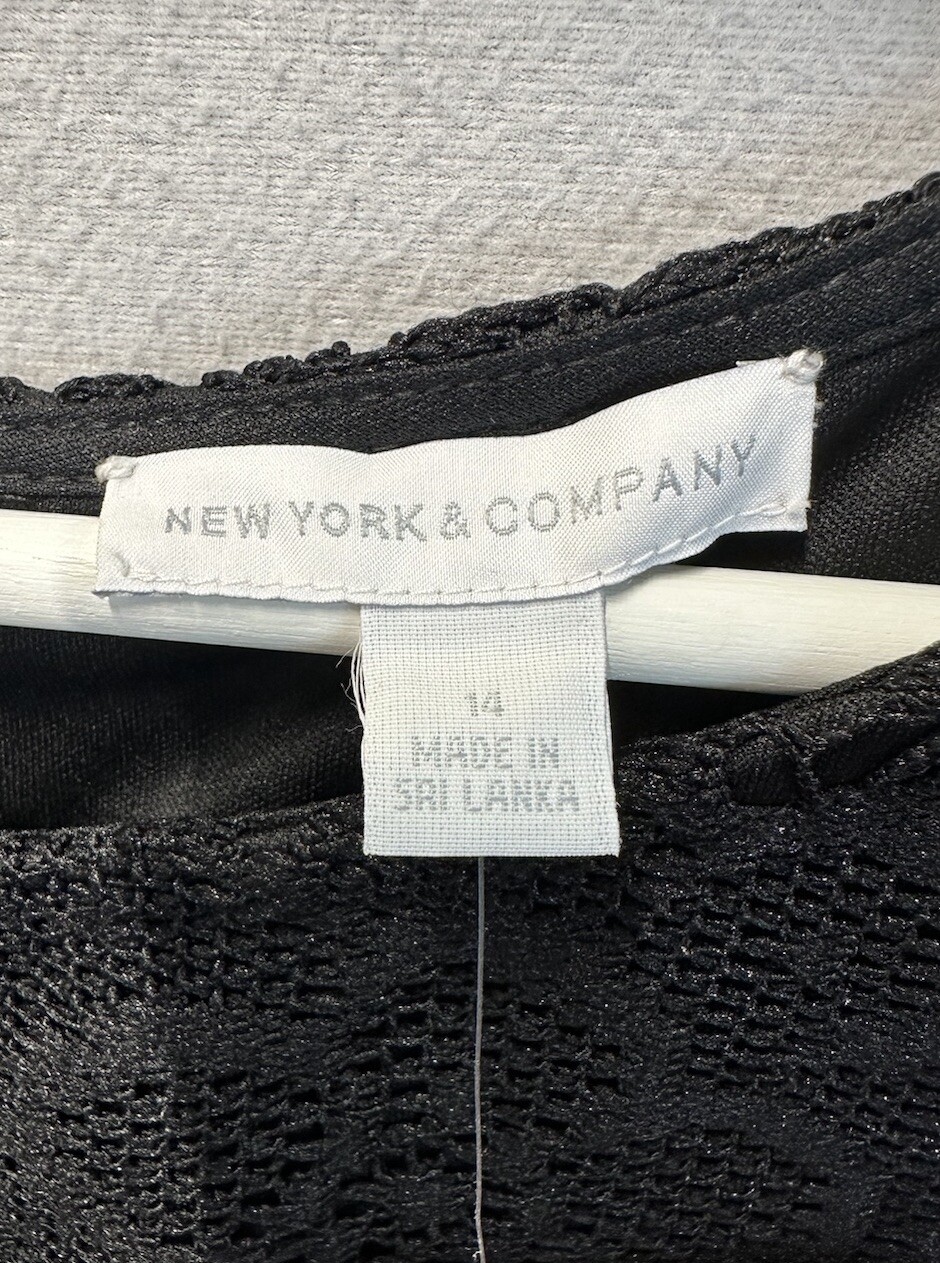 NEW YORK & COMPANY
14
MADE IN
SRI LANKA